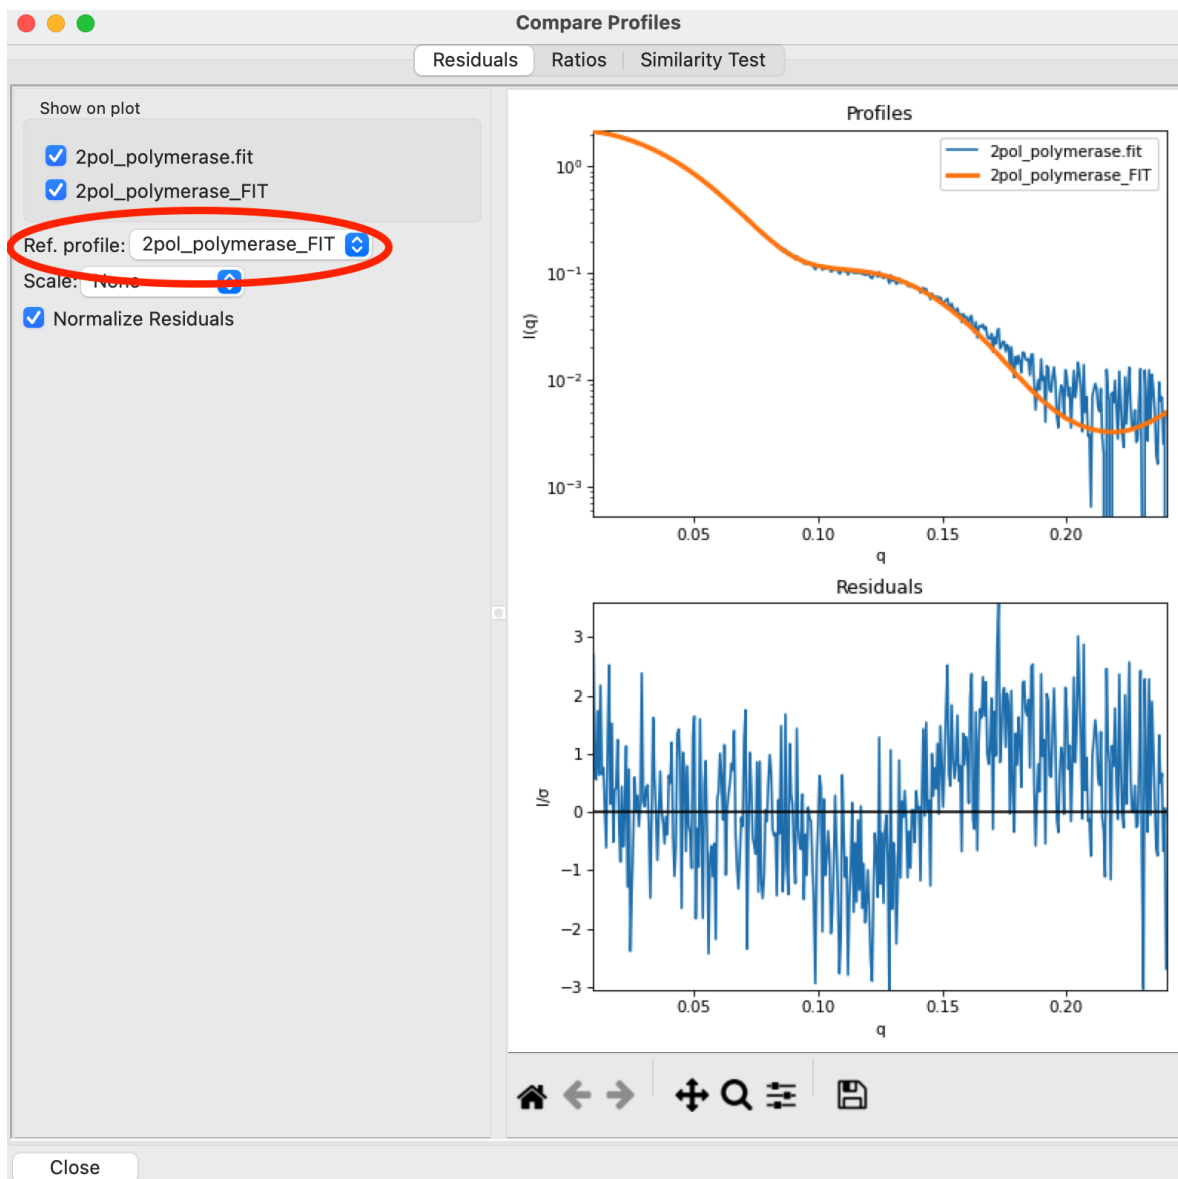 Compare Profiles
Residuals Ratios Similarity Test
Show on plot
2pol_polymerase.fit
2pol_polymerase_FIT
Ref. profile: 2pol_polymerase_FIT
Scale: None
Normalize Residuals
Profiles
2pol_polymerase.fit
2pol_polymerase_FIT
10⁰
10⁻¹
10⁻²
10⁻³
I(q)
0.05 0.10 0.15 0.20
q
Residuals
3
2
1
0
−1
−2
−3
I/σ
0.05 0.10 0.15 0.20
q
Close